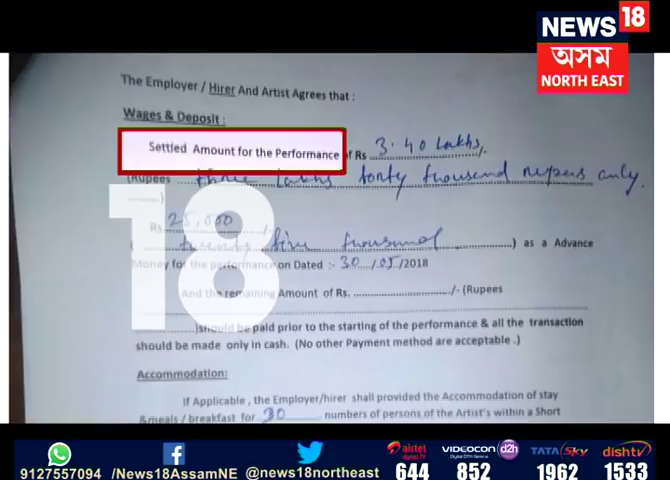 NEWS 18
অসম
NORTH EAST
The Employer / Hirer And Artist Agrees that :
Wages & Deposit :
Settled Amount for the Performance of Rs 3.40 Lakhs/-
(Rupees three lakhs forty thousand rupees only.
............)
Rs 25,000 /-
( twenty five thousand ) as a Advance
Money for the performance on Dated :- 30/05/2018
And the remaining Amount of Rs. ............/- (Rupees
18
............)should be paid prior to the starting of the performance & all the transaction
should be made only in cash. (No other Payment method are acceptable .)
Accommodation:
If Applicable , the Employer/hirer shall provided the Accommodation of stay
&meals / breakfast for 30 numbers of persons of the Artist's within a Short
9127557094 /News18AssamNE @news18northeast
airtel digital TV 644
VIDEOCON d2h 852
TATA Sky 1962
dishtv 1533